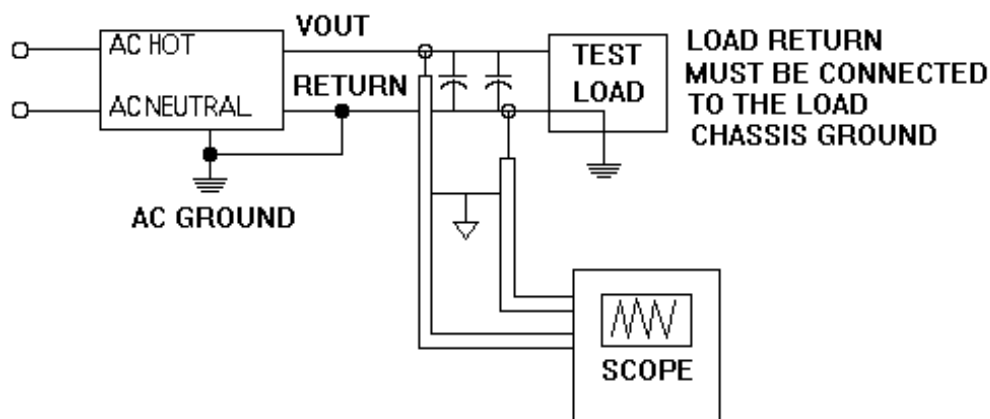 AC HOT
AC NEUTRAL
VOUT
RETURN
AC GROUND
TEST
LOAD
LOAD RETURN
MUST BE CONNECTED
TO THE LOAD
CHASSIS GROUND
SCOPE